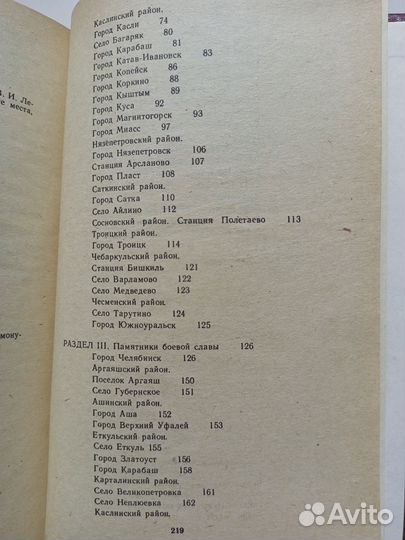 В. И. Ле-
е места,
мону-
Каслинский район.
Город Касли 74
Село Багаряк 80
Город Карабаш 81
Город Катав-Ивановск 83
Город Копейск 86
Город Коркино 88
Город Кыштым 89
Город Куса 92
Город Магнитогорск 93
Город Миасс 97
Нязепетровский район.
Город Нязепетровск 106
Станция Арсланово 107
Город Пласт 108
Саткинский район.
Город Сатка 110
Село Айлино 112
Сосновский район. Станция Полетаево 113
Троицкий район.
Город Троицк 114
Чебаркульский район.
Станция Бишкиль 121
Село Варламово 122
Село Медведево 123
Чесменский район.
Село Тарутино 124
Город Южноуральск 125
РАЗДЕЛ III. Памятники боевой славы 126
Город Челябинск 126
Аргаяшский район.
Поселок Аргаяш 150
Село Губернское 151
Ашинский район.
Город Аша 152
Город Верхний Уфалей 153
Еткульский район.
Село Еткуль 155
Город Златоуст 156
Город Карабаш 158
Карталинский район.
Село Великопетровка 161
Село Неплюевка 162
Каслинский район.
219
Avito